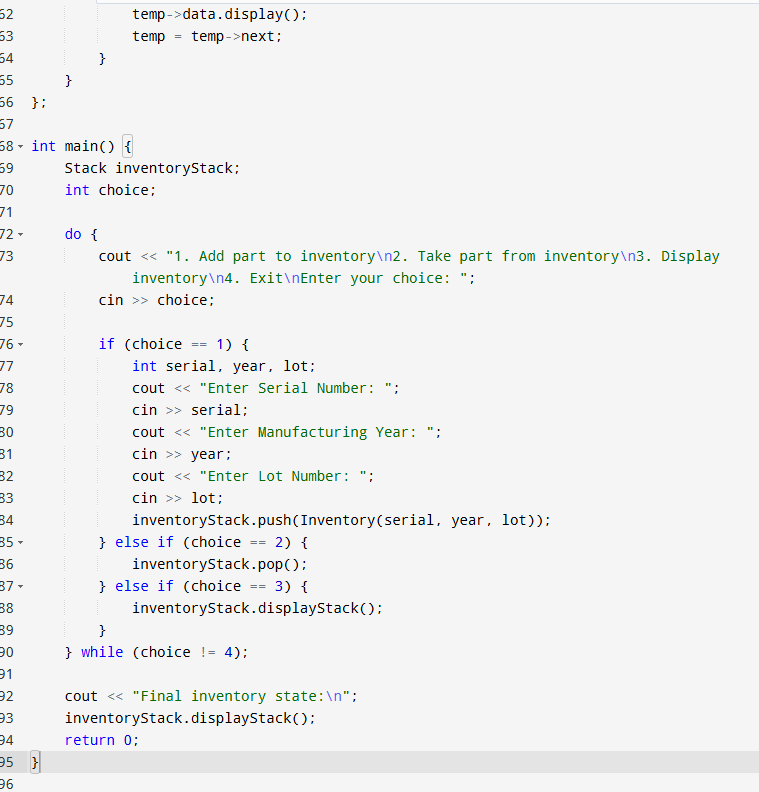 62 temp->data.display();
63 temp = temp->next;
64 }
65 }
66 };
67
68 int main() {
69 Stack inventoryStack;
70 int choice;
71
72 do {
73 cout << "1. Add part to inventory\n2. Take part from inventory\n3. Display
inventory\n4. Exit\nEnter your choice: ";
74 cin >> choice;
75
76 if (choice == 1) {
77 int serial, year, lot;
78 cout << "Enter Serial Number: ";
79 cin >> serial;
80 cout << "Enter Manufacturing Year: ";
81 cin >> year;
82 cout << "Enter Lot Number: ";
83 cin >> lot;
84 inventoryStack.push(Inventory(serial, year, lot));
85 } else if (choice == 2) {
86 inventoryStack.pop();
87 } else if (choice == 3) {
88 inventoryStack.displayStack();
89 }
90 } while (choice != 4);
91
92 cout << "Final inventory state:\n";
93 inventoryStack.displayStack();
94 return 0;
95 }
96